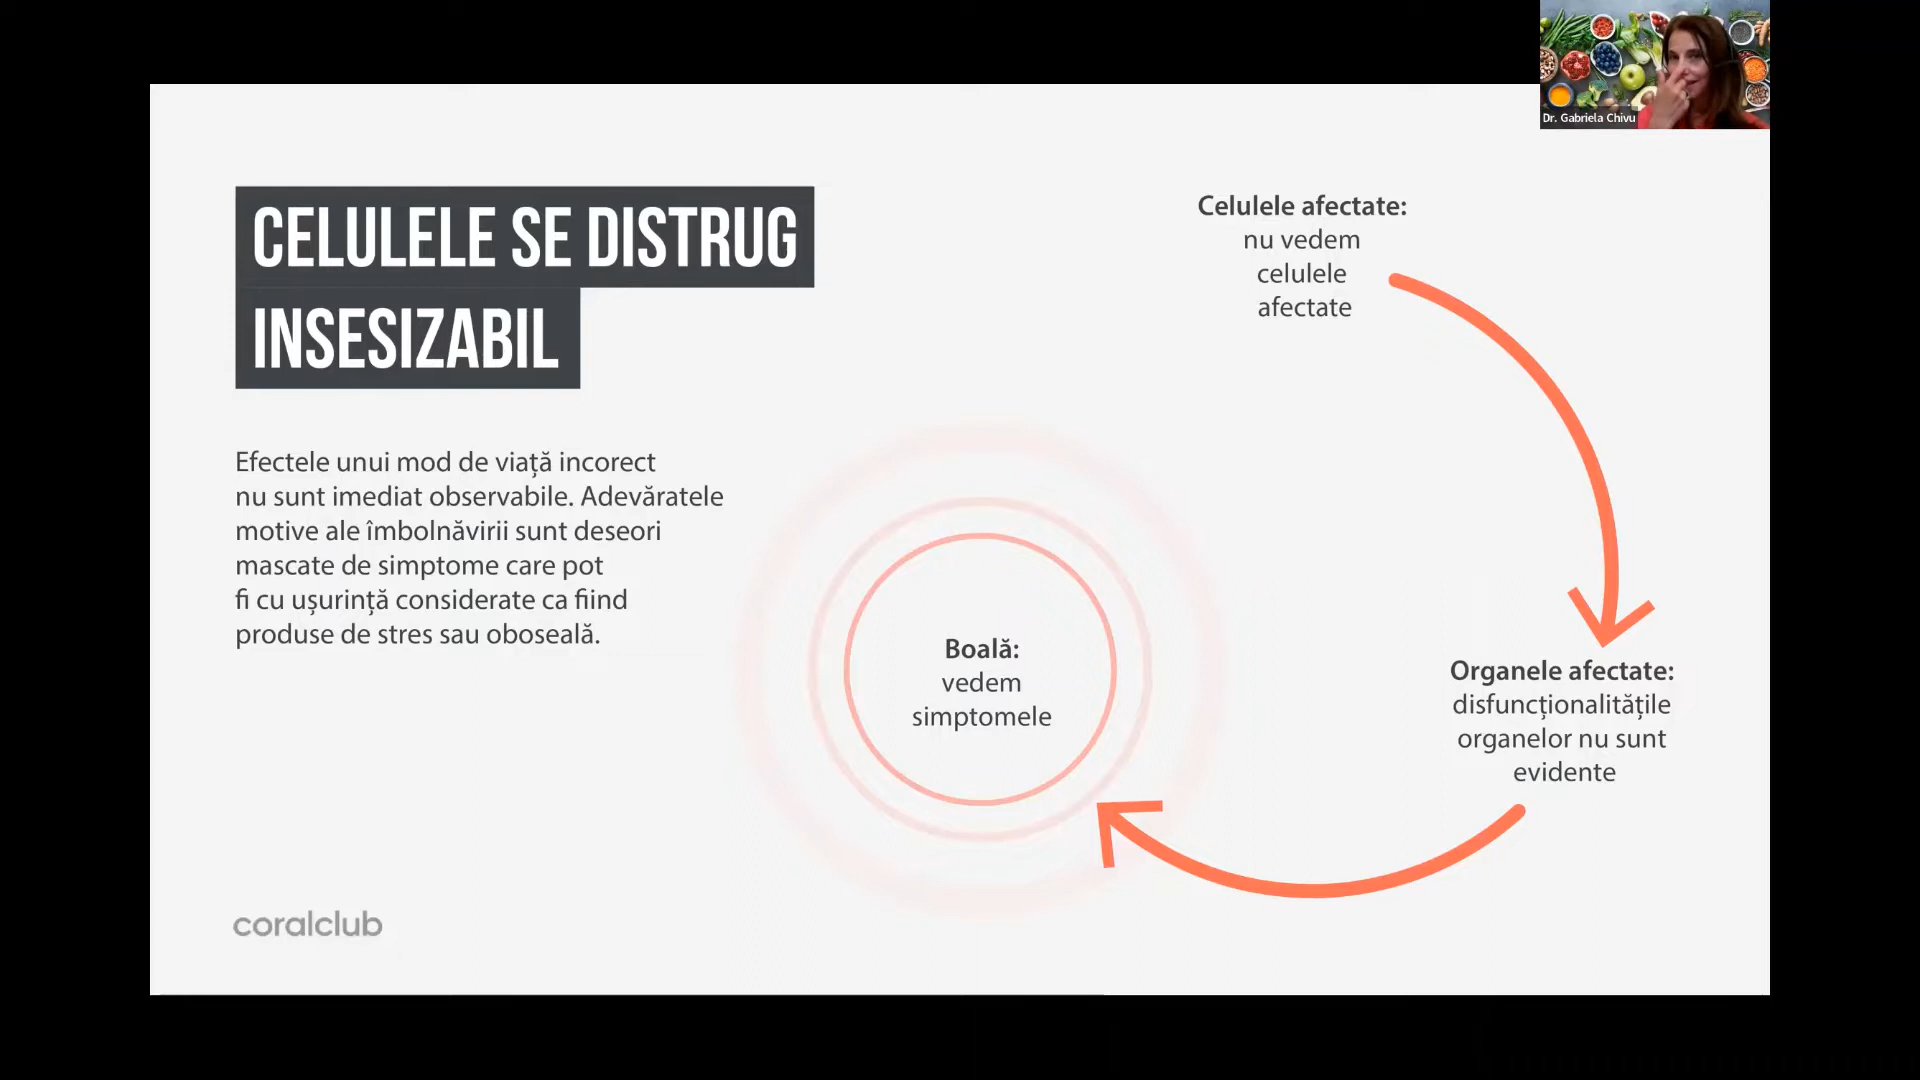 Dr. Gabriela Chivu
CELULELE SE DISTRUG
INSESIZABIL
Efectele unui mod de viață incorect
nu sunt imediat observabile. Adevăratele
motive ale îmbolnăvirii sunt deseori
mascate de simptome care pot
fi cu ușurință considerate ca fiind
produse de stres sau oboseală.
Celulele afectate:
nu vedem
celulele
afectate
Organele afectate:
disfuncționalitățile
organelor nu sunt
evidente
Boală:
vedem
simptomele
coralclub